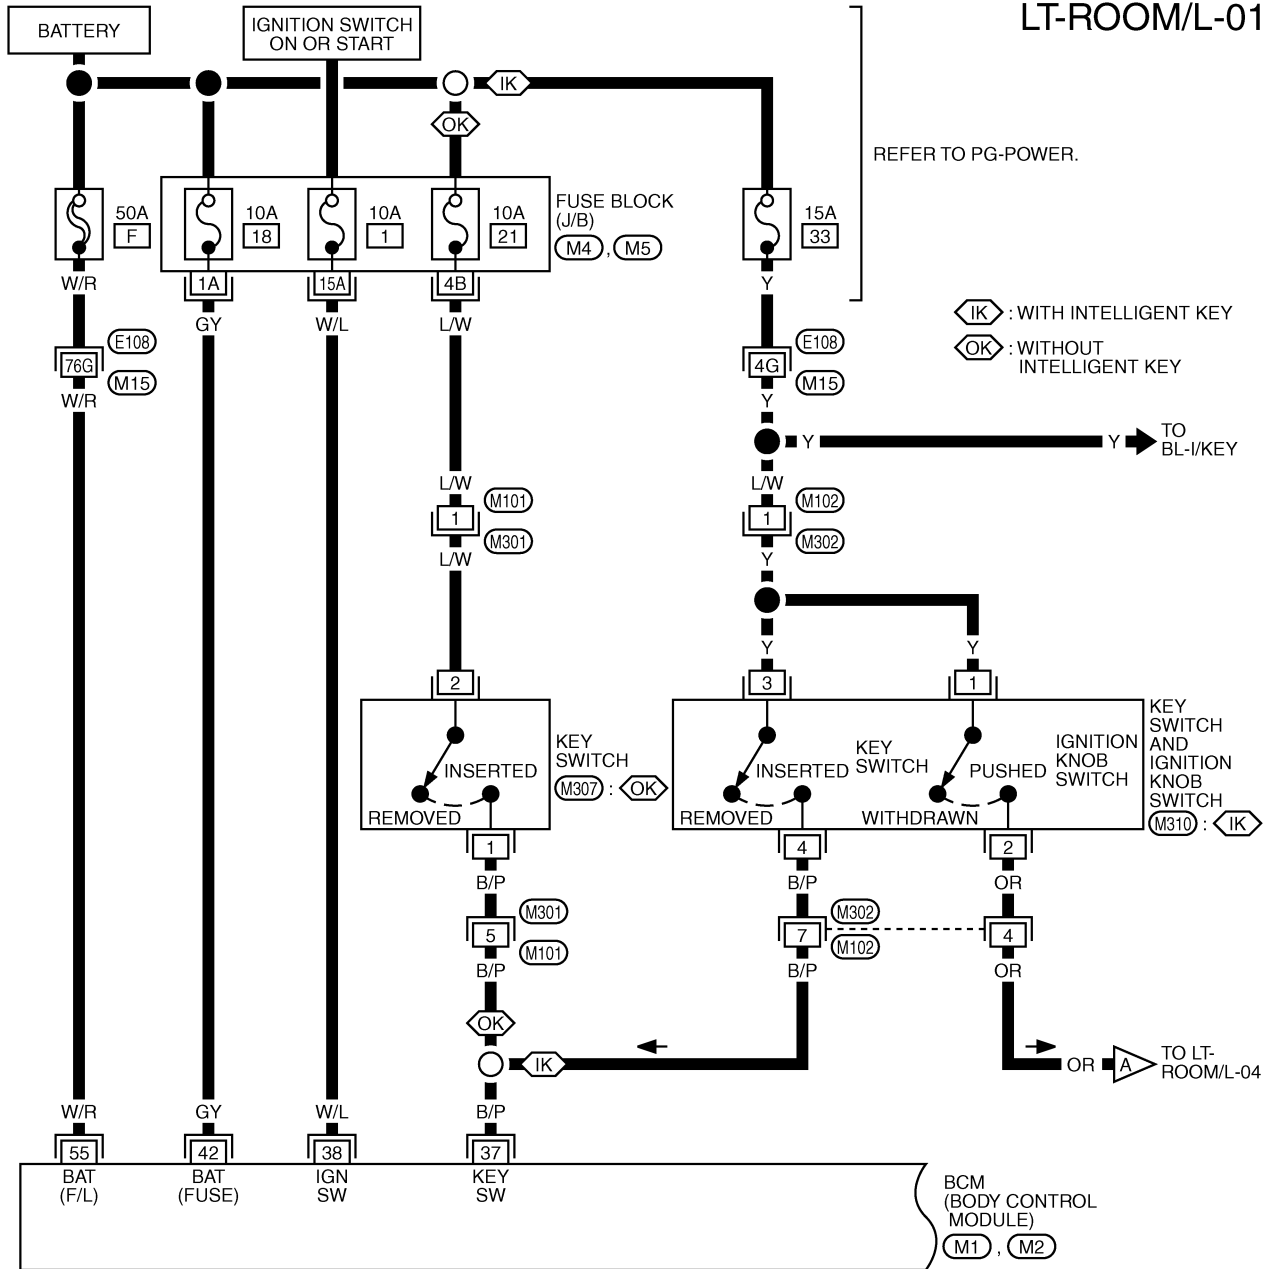 LT-ROOM/L-01
BATTERY
IGNITION SWITCH
ON OR START
IK
OK
REFER TO PG-POWER.
50A
F
10A
18
10A
1
10A
21
FUSE BLOCK
(J/B)
M4 , M5
15A
33
W/R
1A
15A
4B
Y
GY
W/L
L/W
IK : WITH INTELLIGENT KEY
OK : WITHOUT
INTELLIGENT KEY
E108
76G
M15
W/R
E108
4G
M15
Y
Y
Y
TO
BL-I/KEY
L/W
M101
1
M301
L/W
L/W
M102
1
M302
Y
Y
Y
2
3
1
INSERTED
REMOVED
KEY
SWITCH
M307 : OK
INSERTED
REMOVED
KEY
SWITCH
PUSHED
WITHDRAWN
IGNITION
KNOB
SWITCH
KEY
SWITCH
AND
IGNITION
KNOB
SWITCH
M310 : IK
1
4
2
B/P
B/P
OR
M301
5
M101
M302
7
M102
4
B/P
B/P
OR
OK
IK
OR
A
TO LT-
ROOM/L-04
W/R
GY
W/L
B/P
55
42
38
37
BAT
(F/L)
BAT
(FUSE)
IGN
SW
KEY
SW
BCM
(BODY CONTROL
MODULE)
M1 , M2